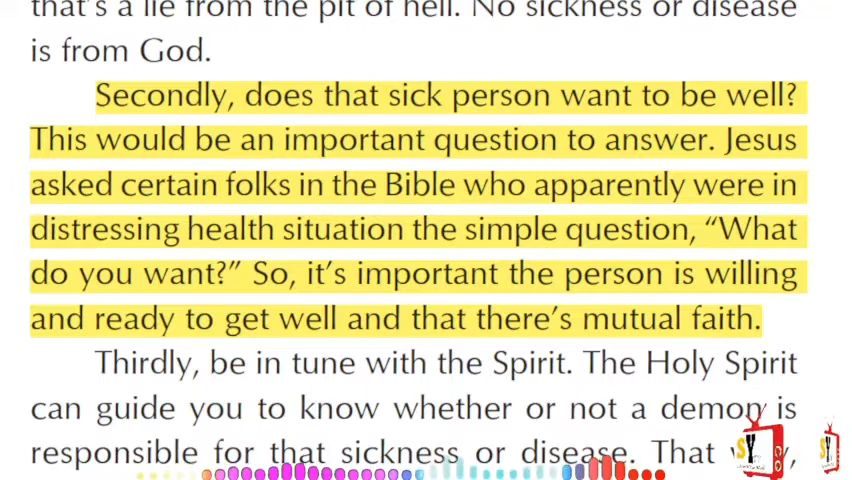 that's a lie from the pit of hell. No sickness or disease
is from God.
Secondly, does that sick person want to be well?
This would be an important question to answer. Jesus
asked certain folks in the Bible who apparently were in
distressing health situation the simple question, “What
do you want?” So, it’s important the person is willing
and ready to get well and that there’s mutual faith.
Thirdly, be in tune with the Spirit. The Holy Spirit
can guide you to know whether or not a demon is
responsible for that sickness or disease. That
SY
SY